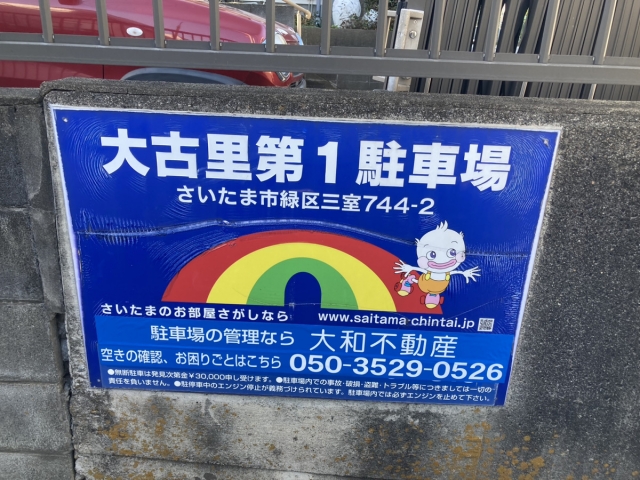 大古里第1駐車場
さいたま市緑区三室744-2
さいたまのお部屋さがしなら www.saitama-chintai.jp
駐車場の管理なら 大和不動産
空きの確認、お困りごとはこちら 050-3529-0526
●無断駐車は発見次第金￥30,000申し受けます。●駐車場内での事故・破損・盗難・トラブル等につきましては一切の
責任を負いません。●駐停車中のエンジン停止が義務づけられています。駐車場内では必ずエンジンを止めて下さい。